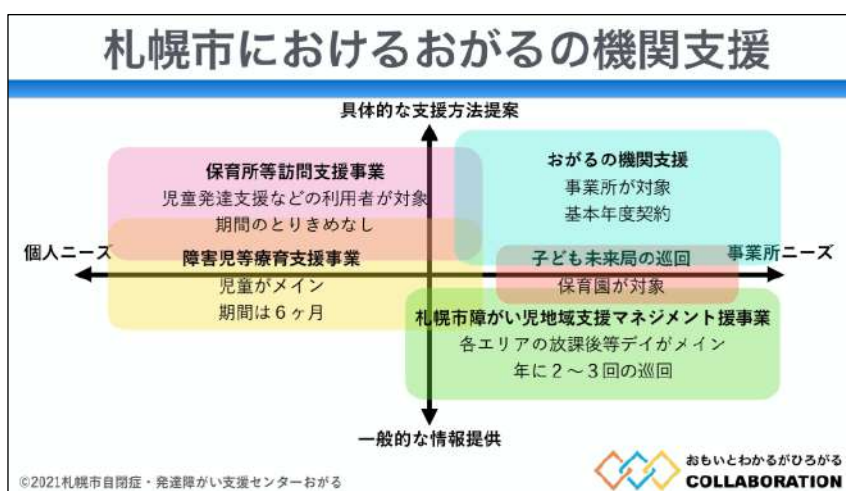 札幌市におけるおがるの機関支援
具体的な支援方法提案
保育所等訪問支援事業
児童発達支援などの利用者が対象
期間のとりきめなし
おがるの機関支援
事業所が対象
基本年度契約
個人ニーズ
障害児等療育支援事業
児童がメイン
期間は６ヶ月
子ども未来局の巡回
保育園が対象
事業所ニーズ
札幌市障がい児地域支援マネジメント援事業
各エリアの放課後等デイがメイン
年に２～３回の巡回
一般的な情報提供
©2021札幌市自閉症・発達障がい支援センターおがる
おもいとわかるがひろがる
COLLABORATION